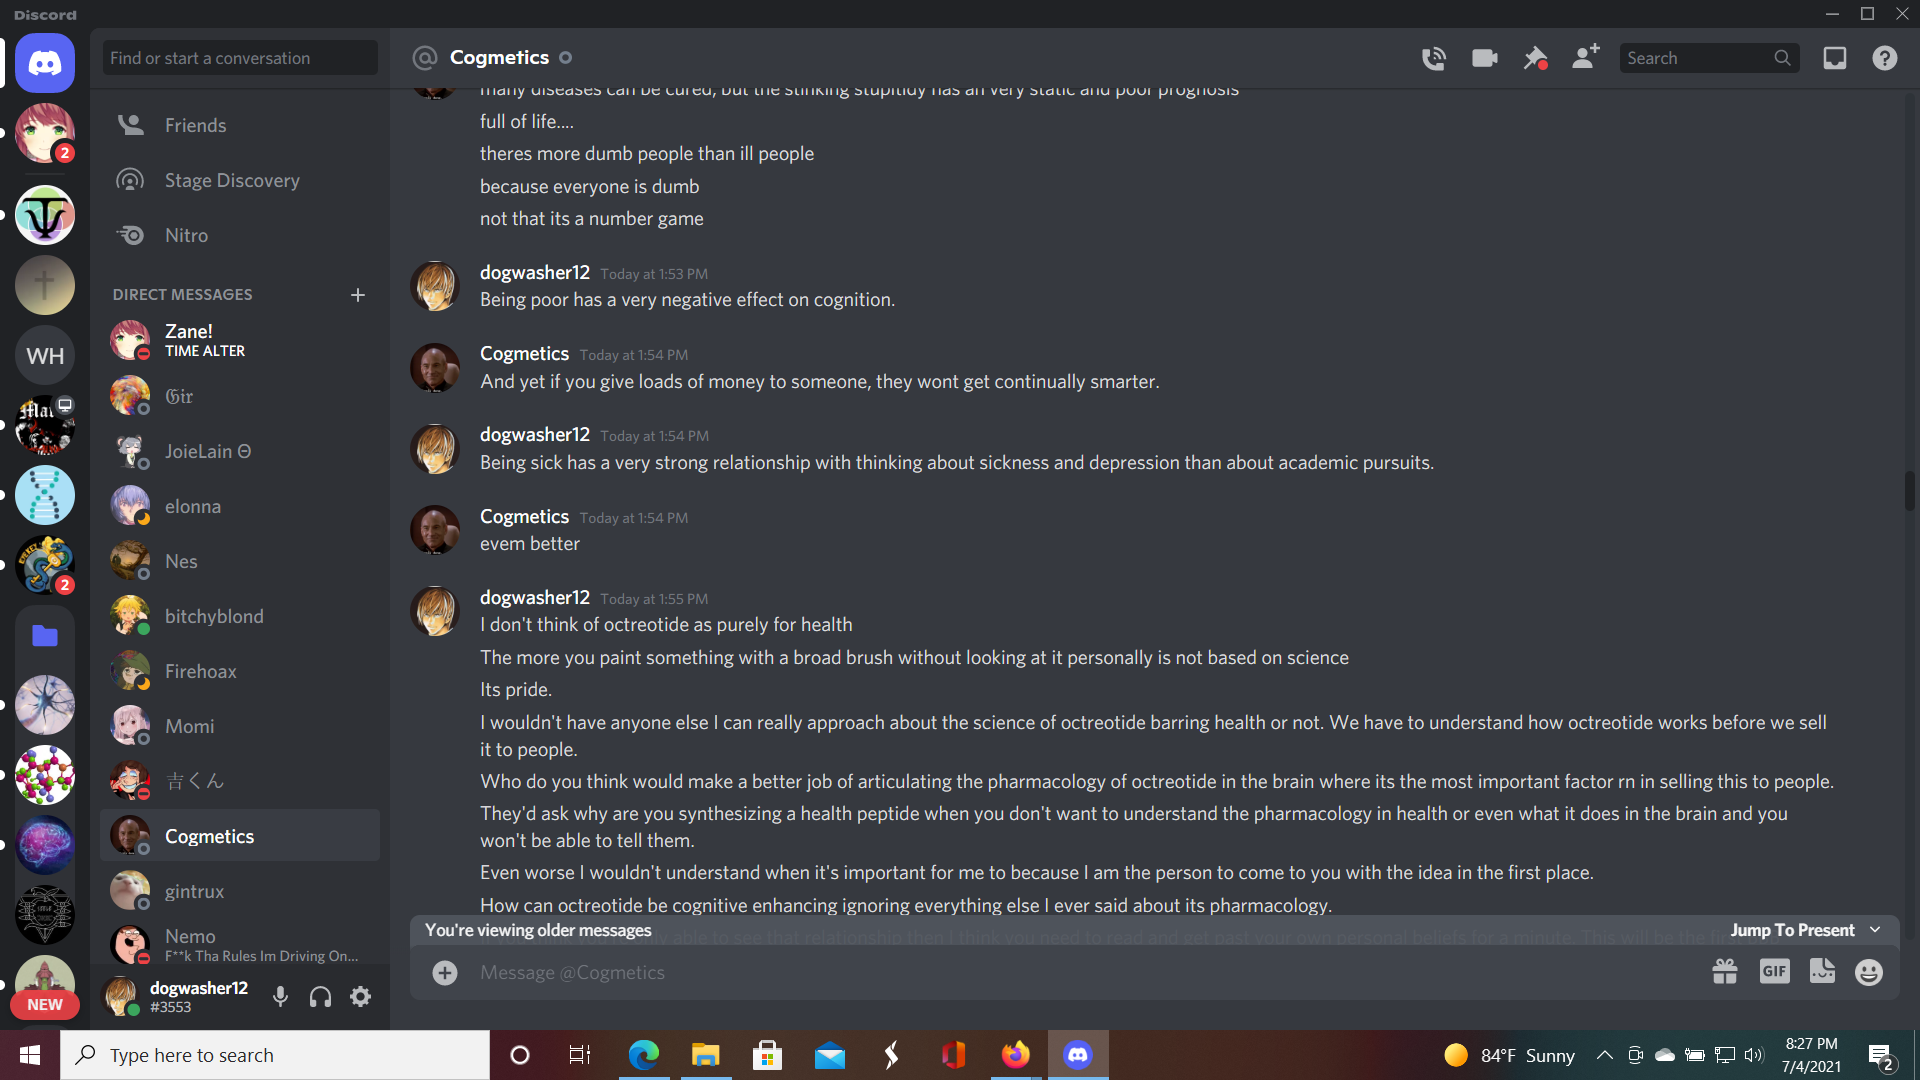 Discord
Find or start a conversation
Friends
Stage Discovery
Nitro
DIRECT MESSAGES
Zane!
TIME ALTER
𝔊𝔦𝔯
JoieLain Θ
elonna
Nes
bitchyblond
Firehoax
Momi
吉くん
Cogmetics
gintrux
Nemo
F**k Tha Rules Im Driving On...
dogwasher12
#3553
2
WH
2
NEW
Cogmetics
Search
many diseases can be cured, but the stinking stupitidy has an very static and poor prognosis
full of life....
theres more dumb people than ill people
because everyone is dumb
not that its a number game
dogwasher12 Today at 1:53 PM
Being poor has a very negative effect on cognition.
Cogmetics Today at 1:54 PM
And yet if you give loads of money to someone, they wont get continually smarter.
dogwasher12 Today at 1:54 PM
Being sick has a very strong relationship with thinking about sickness and depression than about academic pursuits.
Cogmetics Today at 1:54 PM
evem better
dogwasher12 Today at 1:55 PM
I don't think of octreotide as purely for health
The more you paint something with a broad brush without looking at it personally is not based on science
Its pride.
I wouldn't have anyone else I can really approach about the science of octreotide barring health or not. We have to understand how octreotide works before we sell
it to people.
Who do you think would make a better job of articulating the pharmacology of octreotide in the brain where its the most important factor rn in selling this to people.
They'd ask why are you synthesizing a health peptide when you don't want to understand the pharmacology in health or even what it does in the brain and you
won't be able to tell them.
Even worse I wouldn't understand when it's important for me to because I am the person to come to you with the idea in the first place.
How can octreotide be cognitive enhancing ignoring everything else I ever said about its pharmacology.
You're viewing older messages
Jump To Present
Message @Cogmetics
GIF
Type here to search
84°F Sunny
8:27 PM
7/4/2021
2